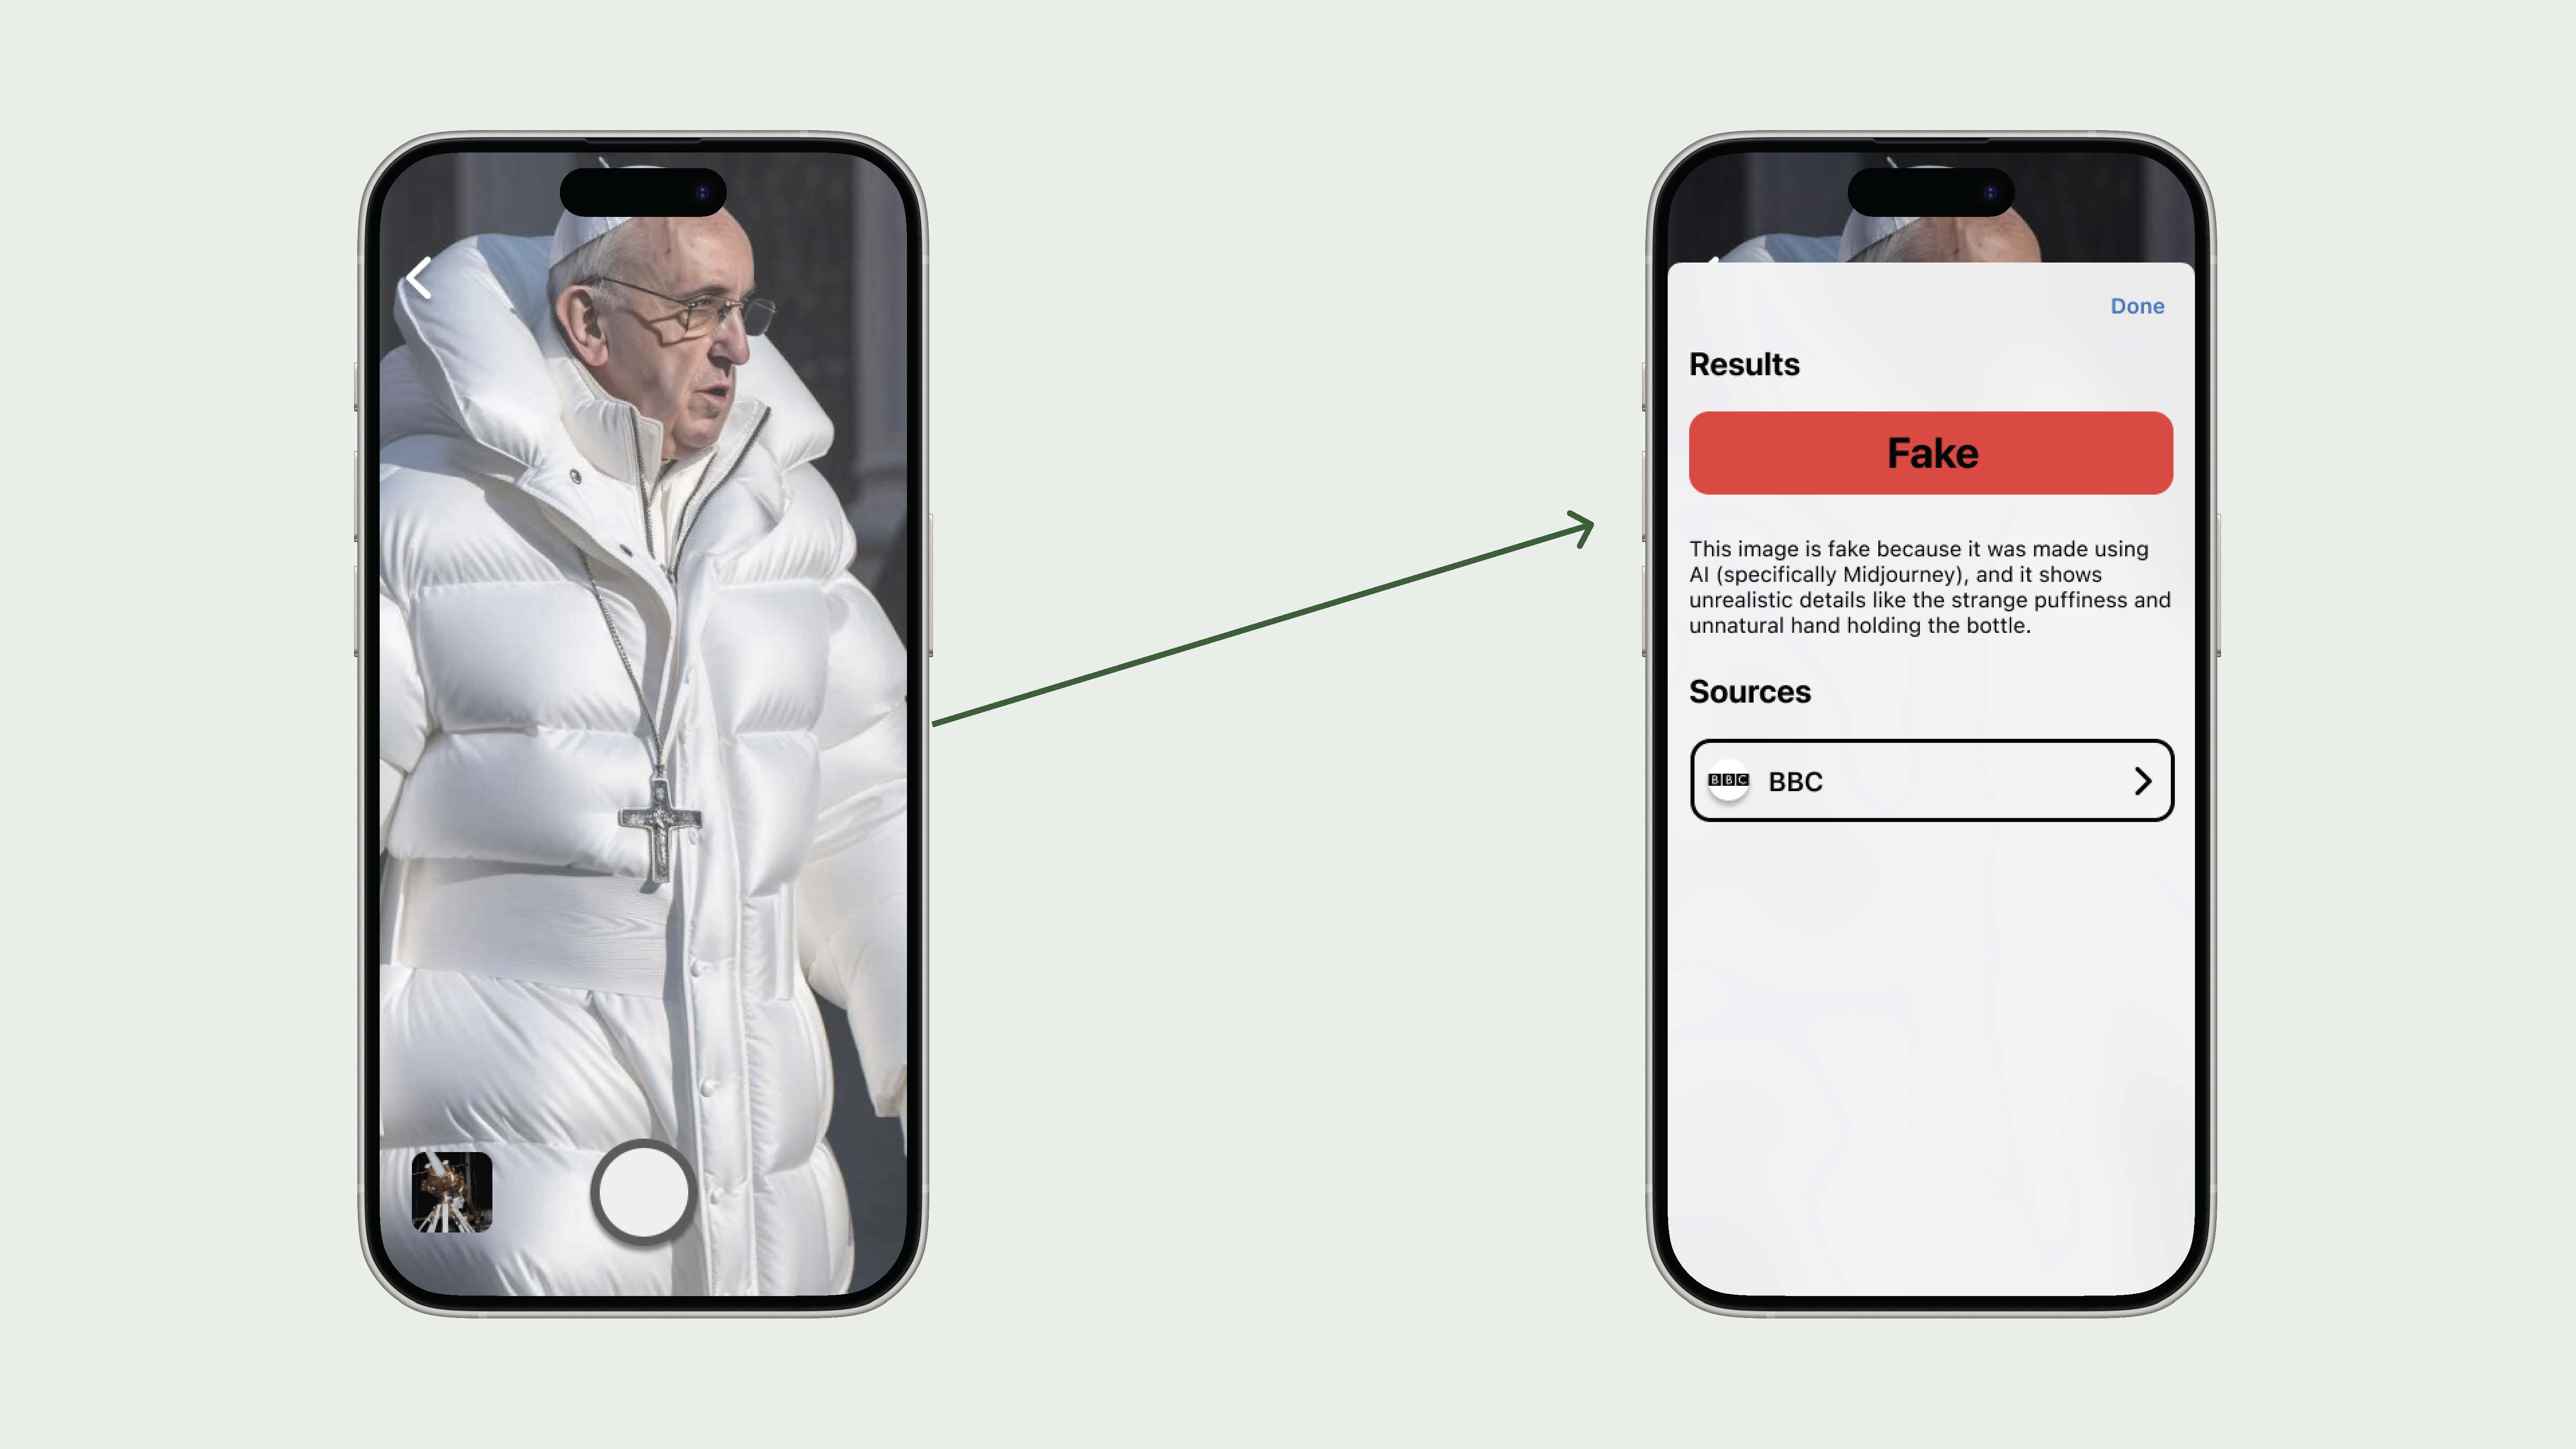 Done
Results
Fake
This image is fake because it was made using
AI (specifically Midjourney), and it shows
unrealistic details like the strange puffiness and
unnatural hand holding the bottle.
Sources
BBC BBC